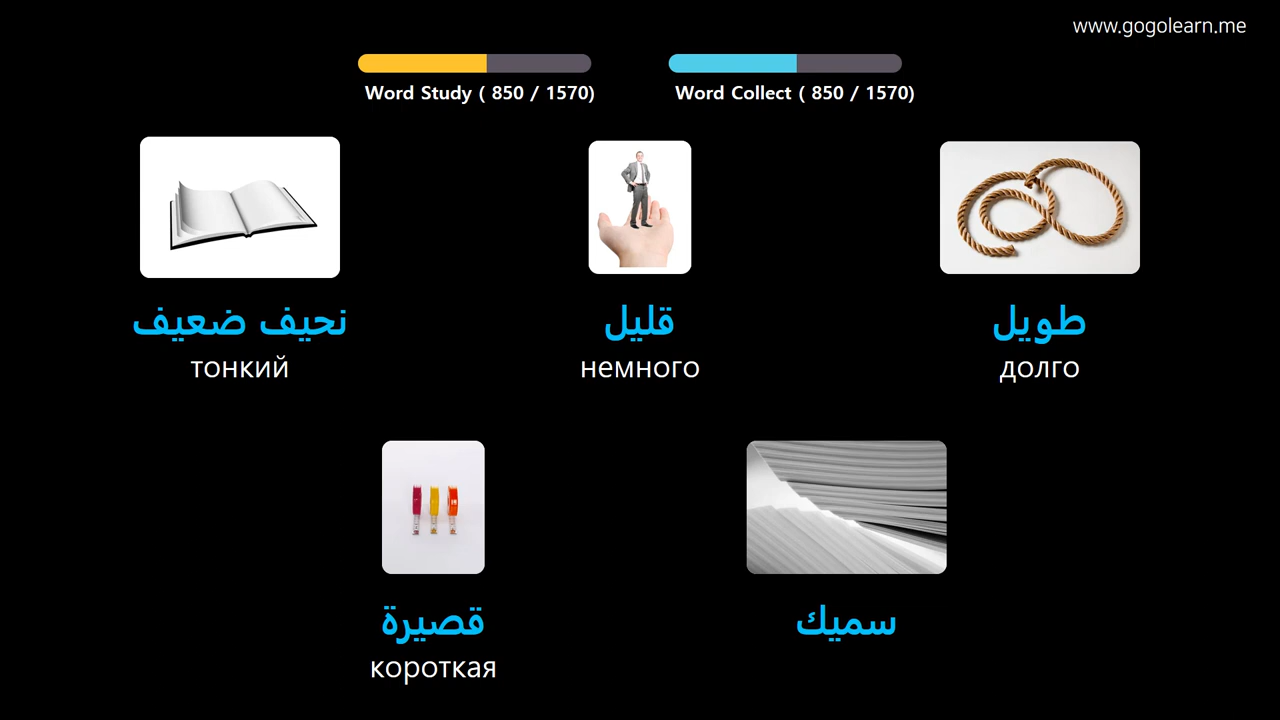 www.gogolearn.me
Word Study ( 850 / 1570)
Word Collect ( 850 / 1570)
نحيف ضعيف
тонкий
قليل
немного
طويل
долго
قصيرة
короткая
سميك